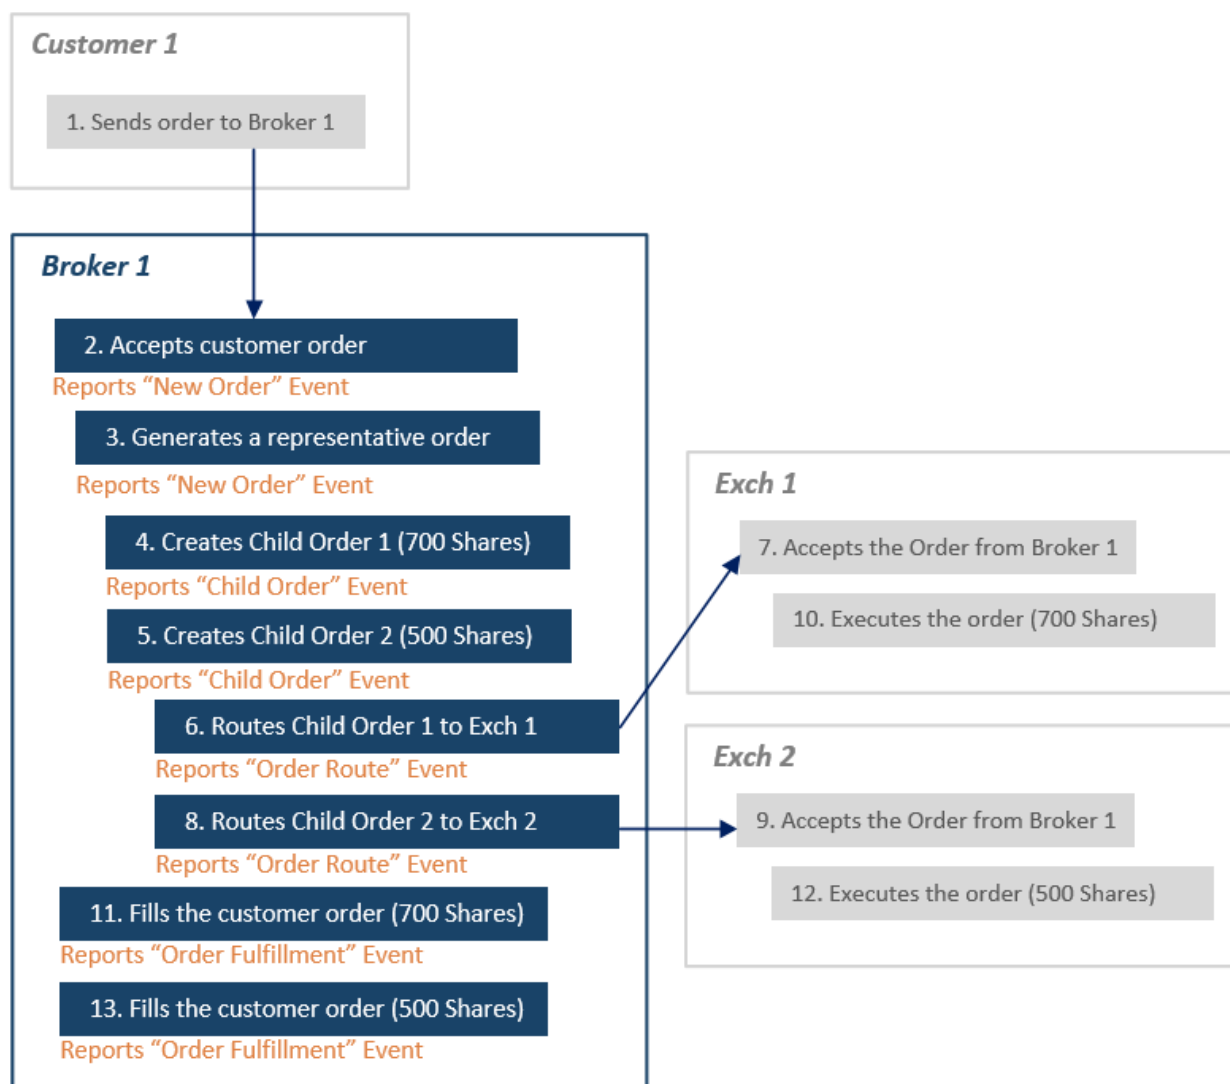 Customer 1
1. Sends order to Broker 1
Broker 1
2. Accepts customer order
Reports “New Order” Event
3. Generates a representative order
Reports “New Order” Event
4. Creates Child Order 1 (700 Shares)
Reports “Child Order” Event
5. Creates Child Order 2 (500 Shares)
Reports “Child Order” Event
6. Routes Child Order 1 to Exch 1
Reports “Order Route” Event
8. Routes Child Order 2 to Exch 2
Reports “Order Route” Event
11. Fills the customer order (700 Shares)
Reports “Order Fulfillment” Event
13. Fills the customer order (500 Shares)
Reports “Order Fulfillment” Event
Exch 1
7. Accepts the Order from Broker 1
10. Executes the order (700 Shares)
Exch 2
9. Accepts the Order from Broker 1
12. Executes the order (500 Shares)